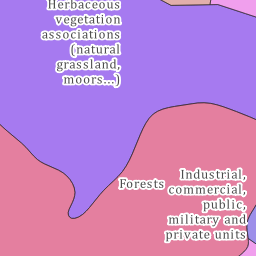 Herbaceous
vegetation
associations
(natural
grassland,
moors...)
Forests
Industrial,
commercial,
public,
military and
private units